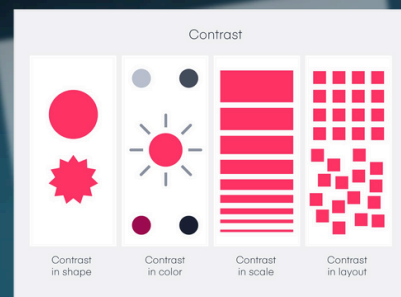 Contrast
Contrast
in shape
Contrast
in color
Contrast
in scale
Contrast
in layout